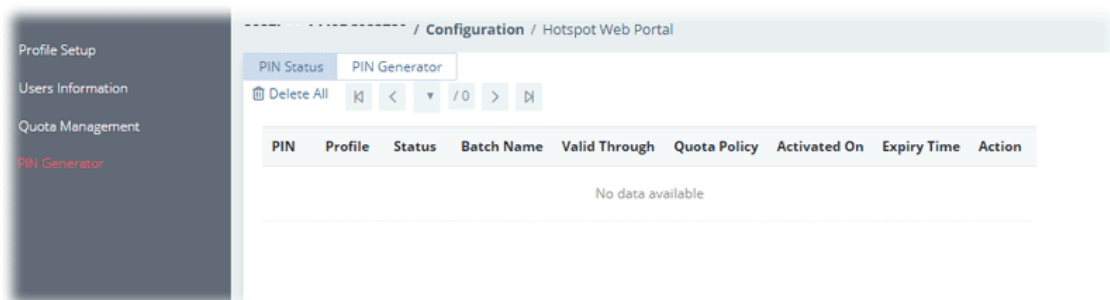 / Configuration / Hotspot Web Portal
Profile Setup
Users Information
Quota Management
PIN Generator
PIN Status PIN Generator
Delete All / 0
PIN Profile Status Batch Name Valid Through Quota Policy Activated On Expiry Time Action
No data available